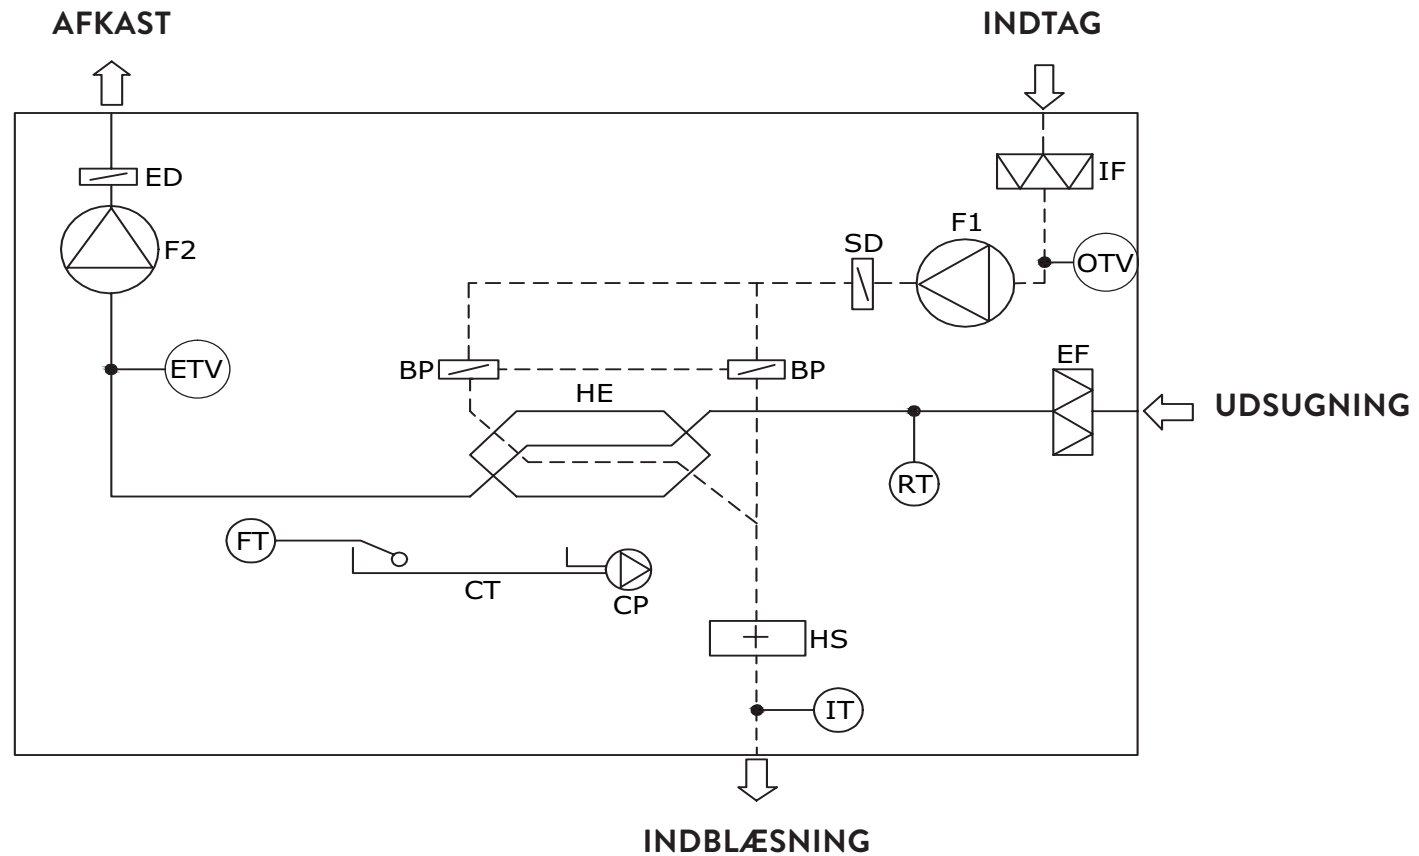 AFKAST
INDTAG
ED
IF
F2
F1
SD
OTV
ETV
BP
BP
EF
HE
UDSUGNING
RT
FT
CT
CP
HS
IT
INDBLÆSNING